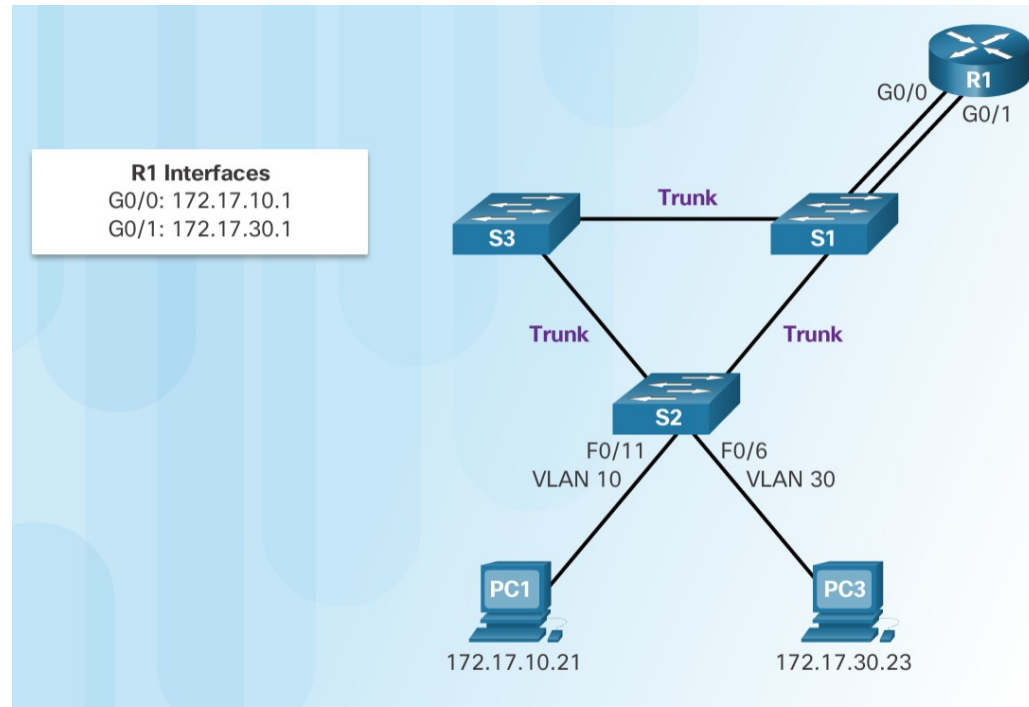 R1
G0/0
G0/1
R1 Interfaces
G0/0: 172.17.10.1
G0/1: 172.17.30.1
Trunk
S3
S1
Trunk
Trunk
S2
F0/11
F0/6
VLAN 10
VLAN 30
PC1
PC3
172.17.10.21
172.17.30.23